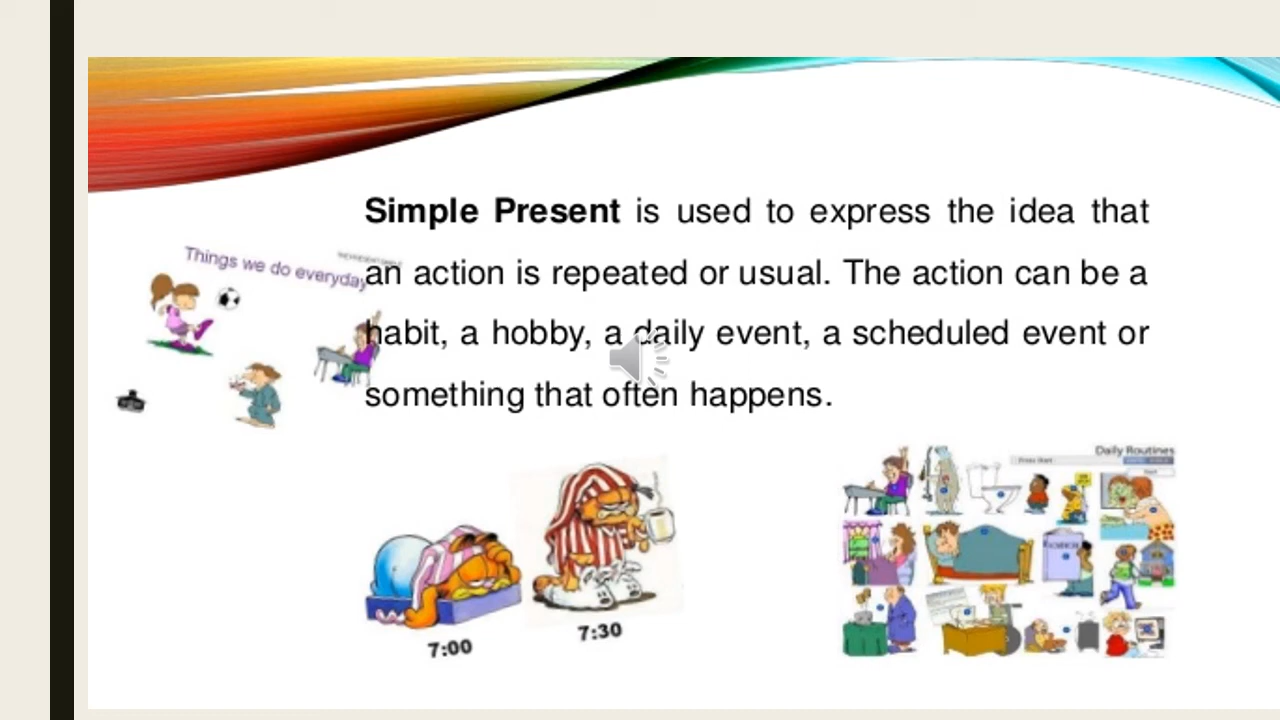 Simple Present is used to express the idea that
an action is repeated or usual. The action can be a
habit, a hobby, a daily event, a scheduled event or
something that often happens.
Things we do everyday
7:00
7:30
Daily Routines